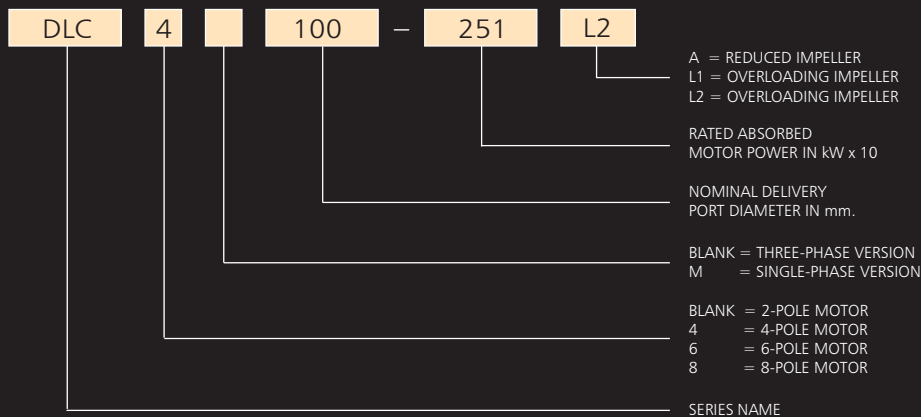 DLC 4 100 – 251 L2
A = REDUCED IMPELLER
L1 = OVERLOADING IMPELLER
L2 = OVERLOADING IMPELLER
RATED ABSORBED
MOTOR POWER IN kW x 10
NOMINAL DELIVERY
PORT DIAMETER IN mm.
BLANK = THREE-PHASE VERSION
M = SINGLE-PHASE VERSION
BLANK = 2-POLE MOTOR
4 = 4-POLE MOTOR
6 = 6-POLE MOTOR
8 = 8-POLE MOTOR
SERIES NAME